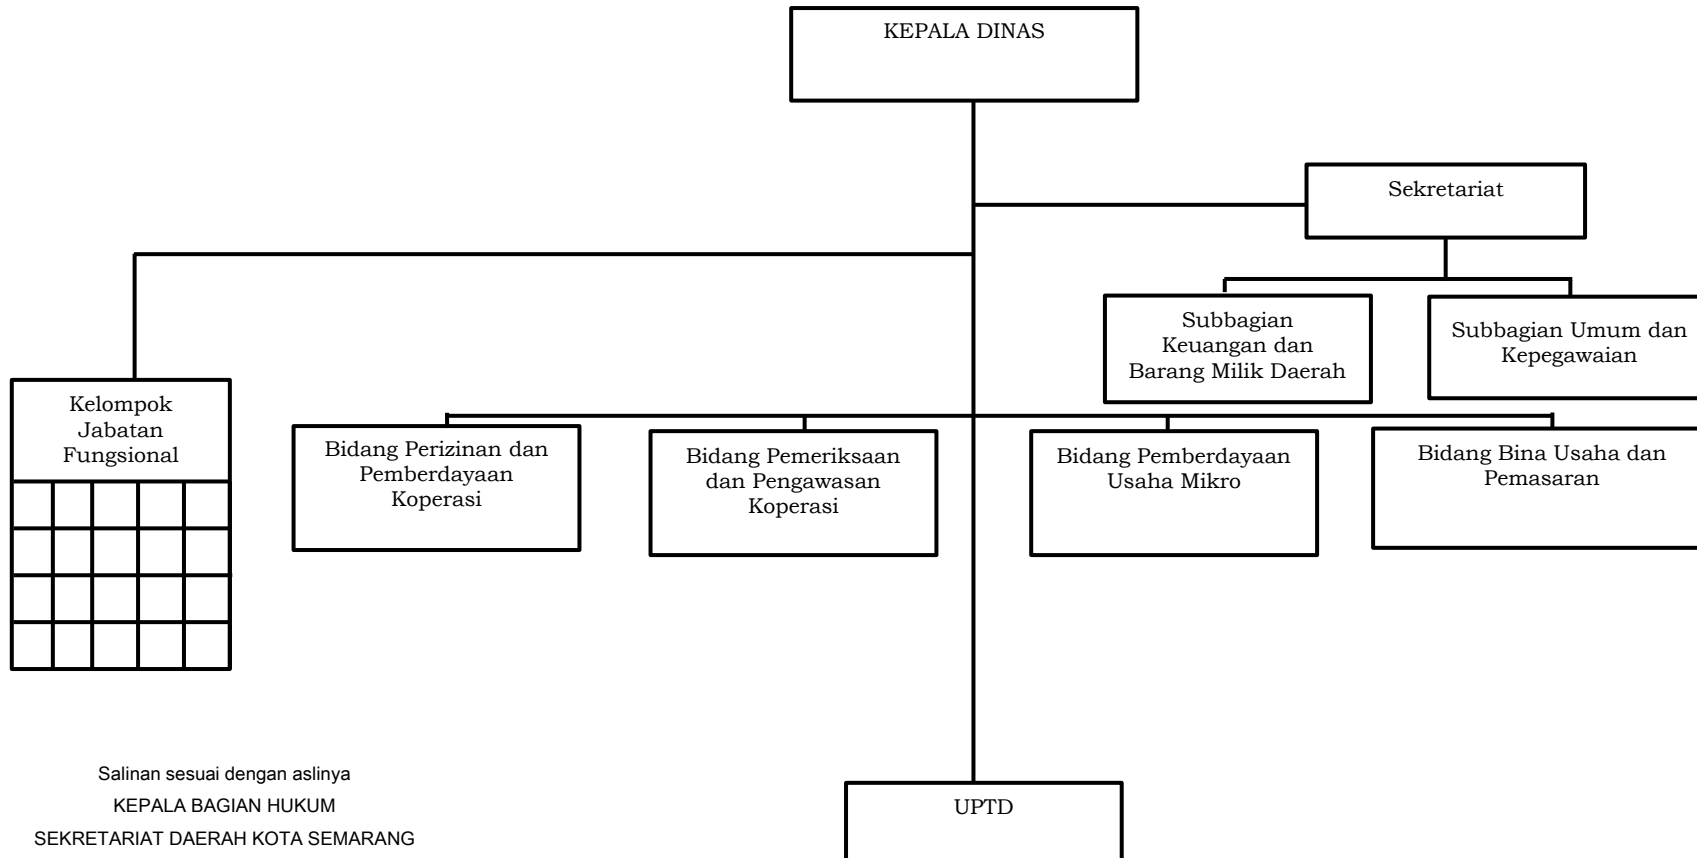 KEPALA DINAS
Sekretariat
Subbagian
Keuangan dan
Barang Milik Daerah
Subbagian Umum dan
Kepegawaian
Kelompok
Jabatan
Fungsional
Bidang Perizinan dan
Pemberdayaan
Koperasi
Bidang Pemeriksaan
dan Pengawasan
Koperasi
Bidang Pemberdayaan
Usaha Mikro
Bidang Bina Usaha dan
Pemasaran
Salinan sesuai dengan aslinya
KEPALA BAGIAN HUKUM
SEKRETARIAT DAERAH KOTA SEMARANG
UPTD